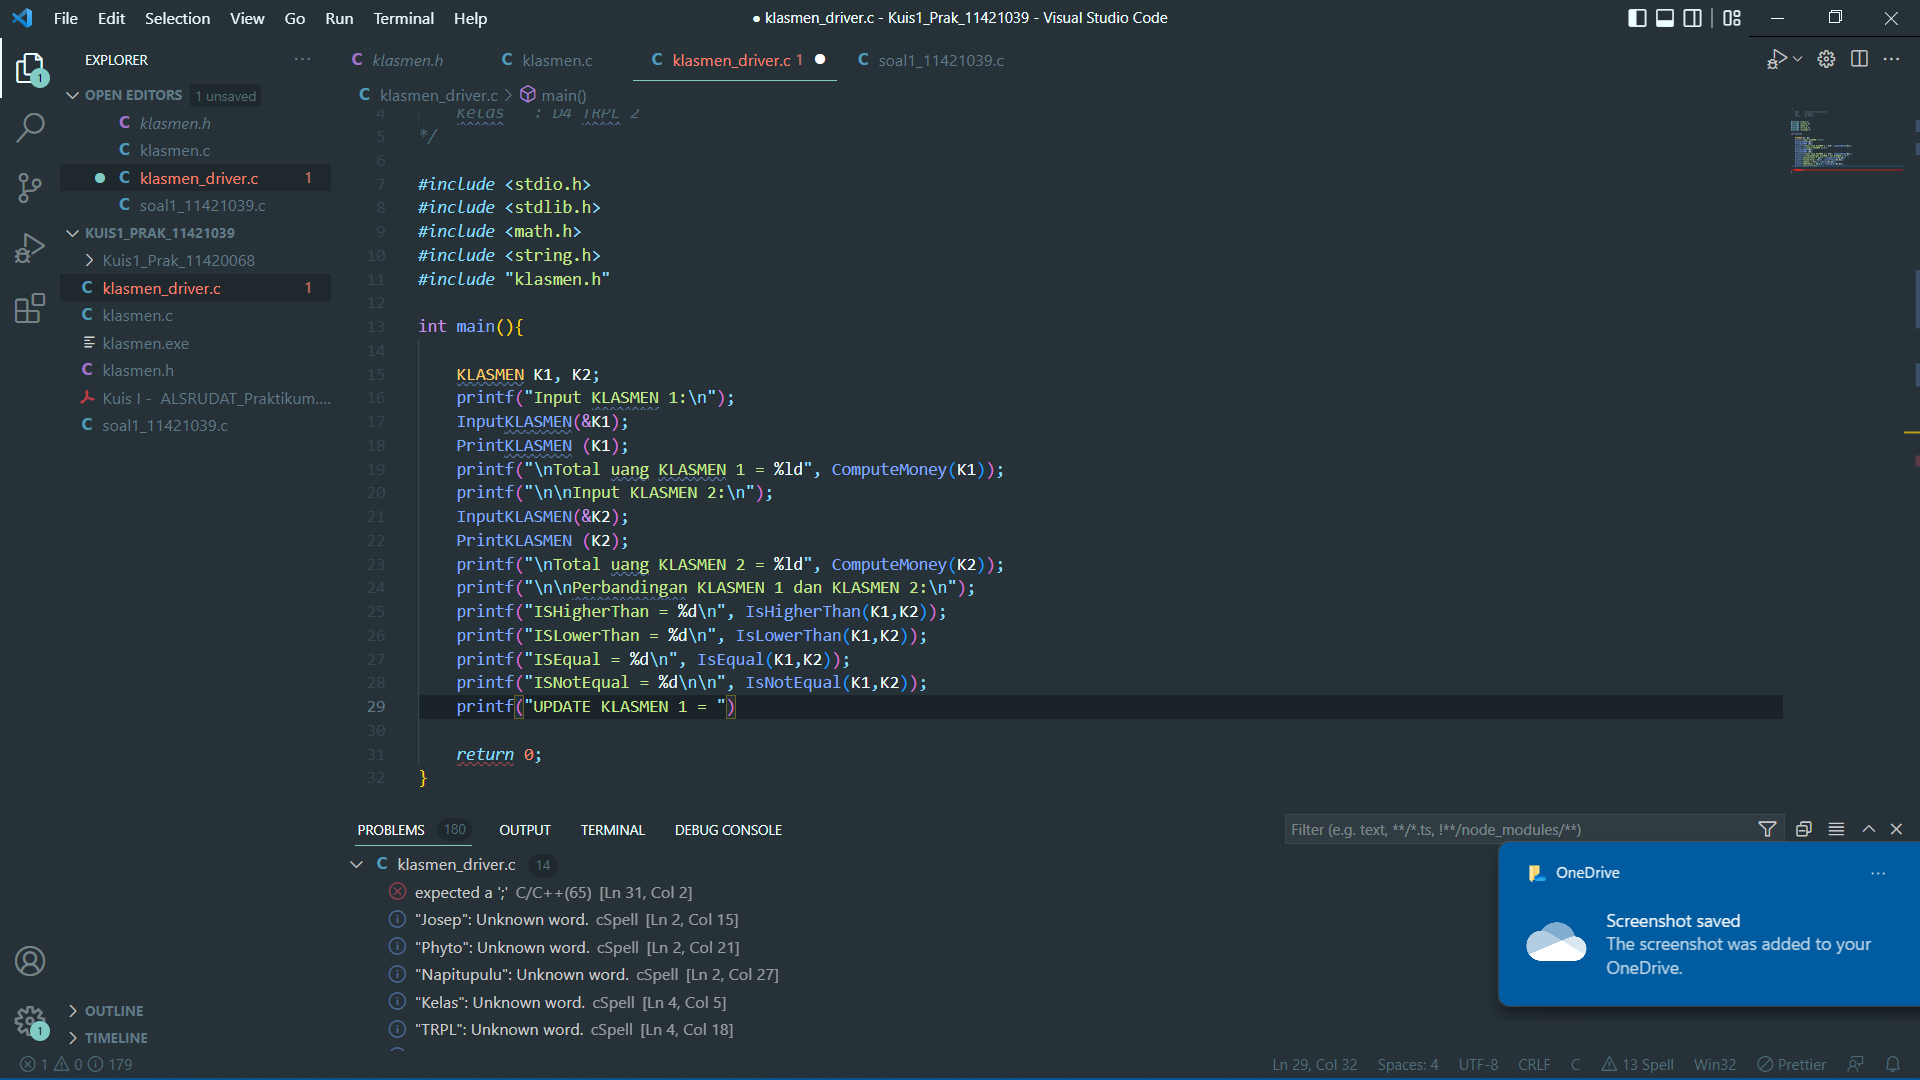 File Edit Selection View Go Run Terminal Help
● klasmen_driver.c - Kuis1_Prak_11421039 - Visual Studio Code
EXPLORER
OPEN EDITORS 1 unsaved
klasmen.h
klasmen.c
klasmen_driver.c 1
soal1_11421039.c
KUIS1_PRAK_11421039
Kuis1_Prak_11420068
klasmen_driver.c 1
klasmen.c
klasmen.exe
klasmen.h
Kuis I - ALSRUDAT_Praktikum....
soal1_11421039.c
OUTLINE
TIMELINE
klasmen.h klasmen.c klasmen_driver.c 1 soal1_11421039.c
klasmen_driver.c > main()
4 Kelas : D4 TRPL 2
5 */
6
7 #include <stdio.h>
8 #include <stdlib.h>
9 #include <math.h>
10 #include <string.h>
11 #include "klasmen.h"
12
13 int main(){
14
15 KLASMEN K1, K2;
16 printf("Input KLASMEN 1:\n");
17 InputKLASMEN(&K1);
18 PrintKLASMEN (K1);
19 printf("\nTotal uang KLASMEN 1 = %ld", ComputeMoney(K1));
20 printf("\n\nInput KLASMEN 2:\n");
21 InputKLASMEN(&K2);
22 PrintKLASMEN (K2);
23 printf("\nTotal uang KLASMEN 2 = %ld", ComputeMoney(K2));
24 printf("\n\nPerbandingan KLASMEN 1 dan KLASMEN 2:\n");
25 printf("ISHigherThan = %d\n", IsHigherThan(K1,K2));
26 printf("ISLowerThan = %d\n", IsLowerThan(K1,K2));
27 printf("ISEqual = %d\n", IsEqual(K1,K2));
28 printf("ISNotEqual = %d\n\n", IsNotEqual(K1,K2));
29 printf("UPDATE KLASMEN 1 = ")
30
31 return 0;
32 }
PROBLEMS 180 OUTPUT TERMINAL DEBUG CONSOLE
Filter (e.g. text, **/*.ts, !**/node_modules/**)
klasmen_driver.c 14
expected a ';' C/C++(65) [Ln 31, Col 2]
"Josep": Unknown word. cSpell [Ln 2, Col 15]
"Phyto": Unknown word. cSpell [Ln 2, Col 21]
"Napitupulu": Unknown word. cSpell [Ln 2, Col 27]
"Kelas": Unknown word. cSpell [Ln 4, Col 5]
"TRPL": Unknown word. cSpell [Ln 4, Col 18]
OneDrive
Screenshot saved
The screenshot was added to your
OneDrive.
1
1
1 0 179
Ln 29, Col 32 Spaces: 4 UTF-8 CRLF C 13 Spell Win32 Prettier